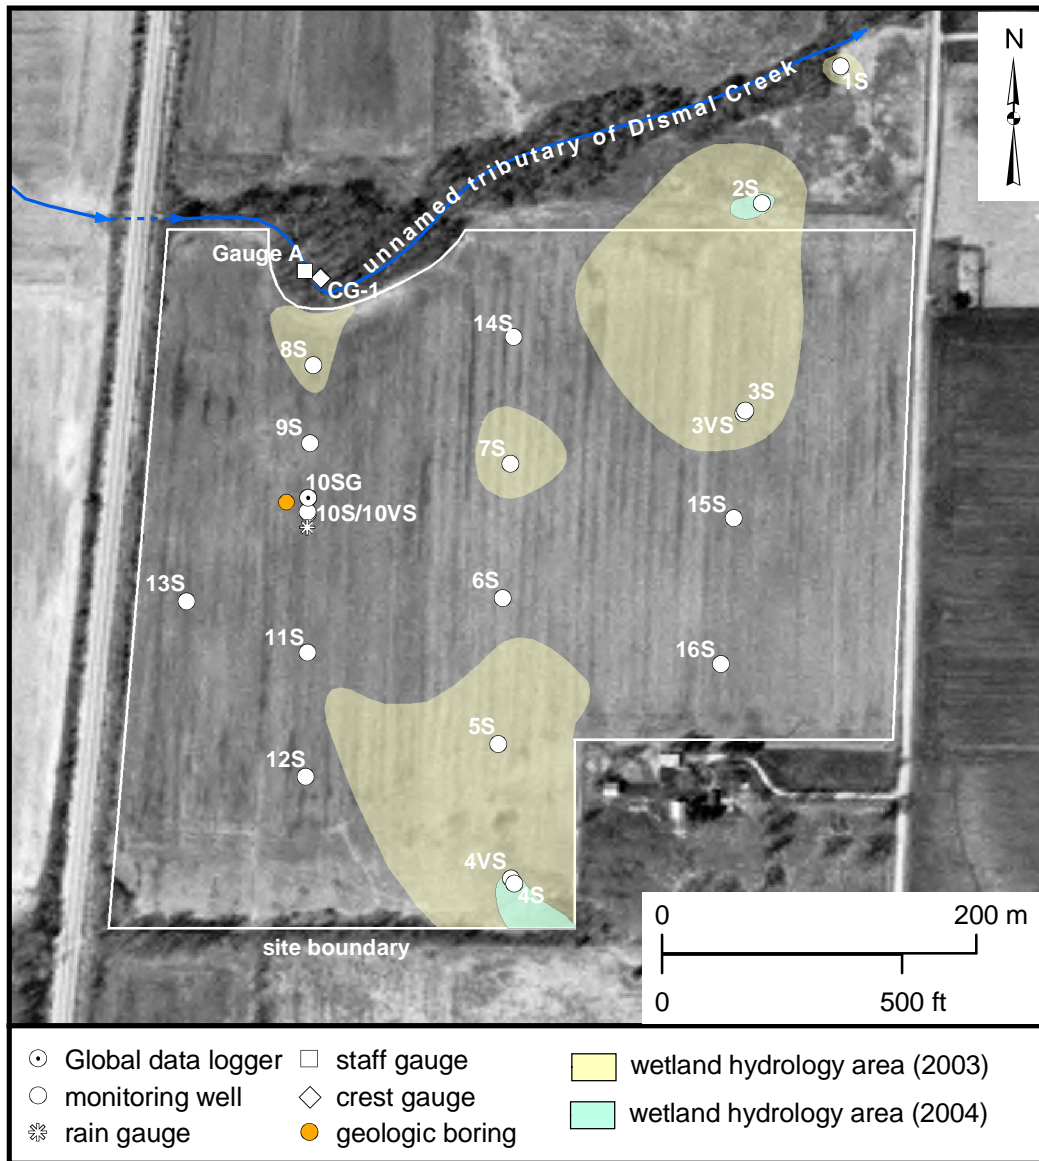 N
1S
unnamed tributary of Dismal Creek
2S
Gauge A
CG-1
14S
8S
3S
3VS
9S
7S
10SG
10S/10VS
15S
13S
6S
11S
16S
5S
12S
4VS
4S
site boundary
0 200 m
0 500 ft
Global data logger
monitoring well
rain gauge
staff gauge
crest gauge
geologic boring
wetland hydrology area (2003)
wetland hydrology area (2004)